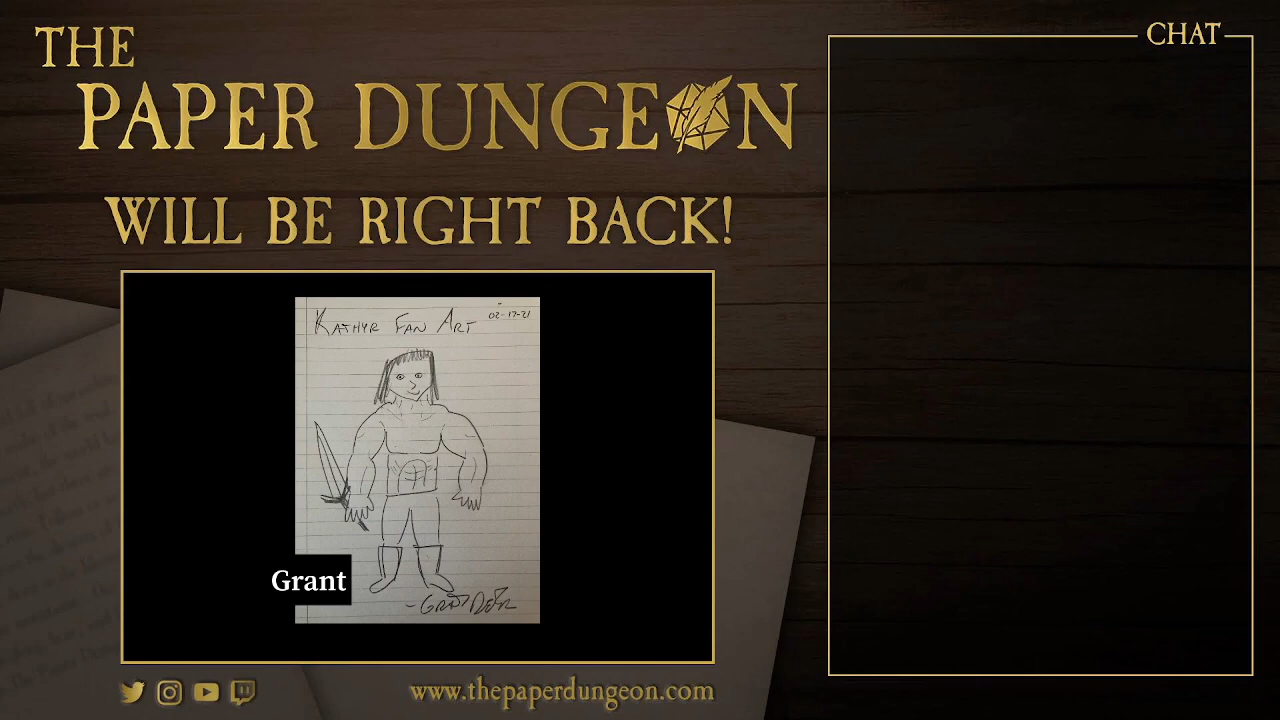 THE
PAPER DUNGEON
WILL BE RIGHT BACK!
CHAT
KATHYR FAN ART
02-17-21
Grant
www.thepaperdungeon.com